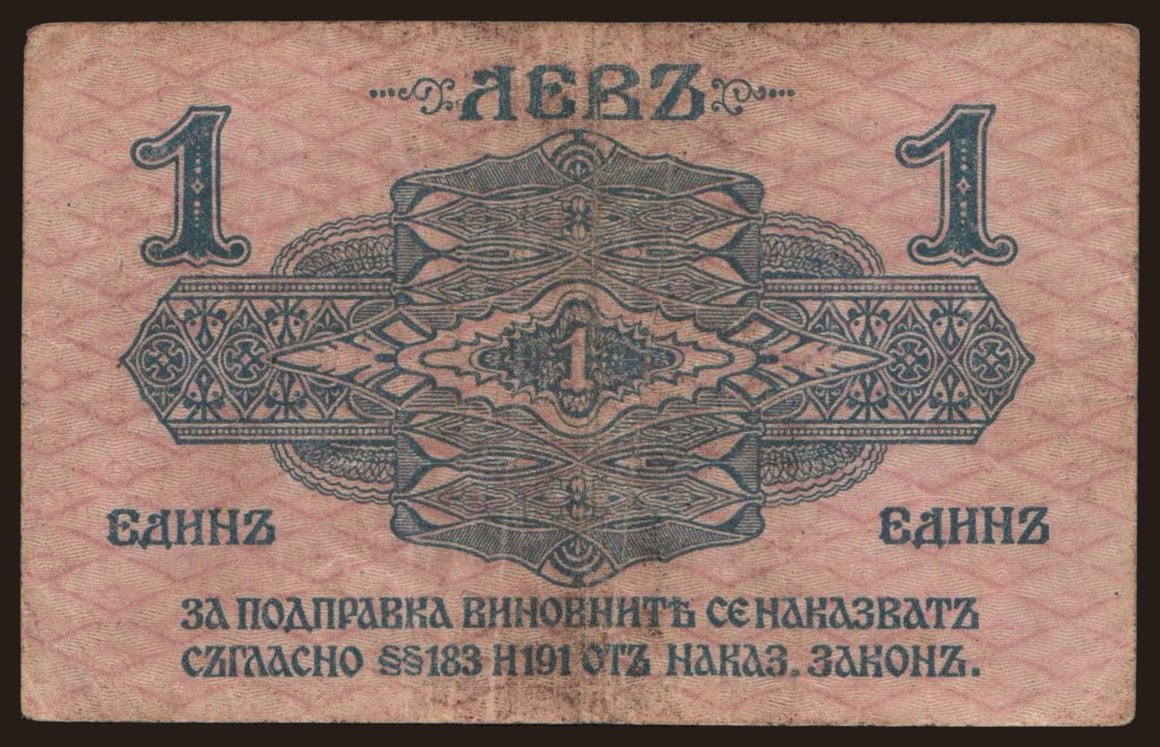 ЛЕВЪ
1 1
1
ЕДИНЪ ЕДИНЪ
ЗА ПОДПРАВКА ВИНОВНИТѢ СЕ НАКАЗВАТЪ
СЪГЛАСНО §§183 И 191 ОТЪ НАКАЗ. ЗАКОНЪ.